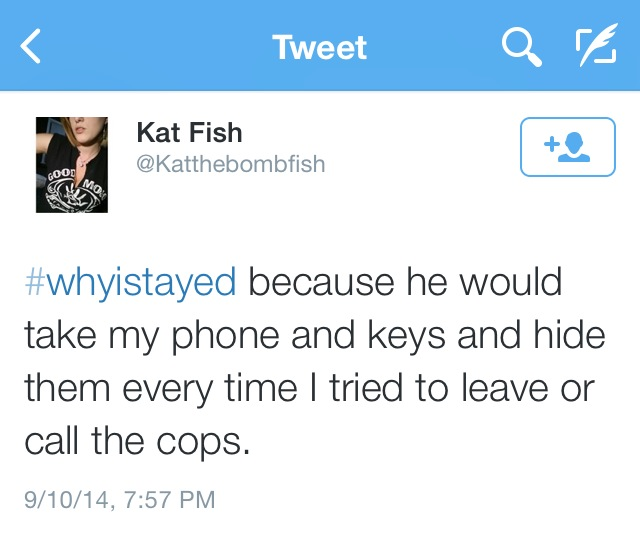 Tweet
Kat Fish
@Katthebombfish
GOOD
#whyistayed because he would
take my phone and keys and hide
them every time I tried to leave or
call the cops.
9/10/14, 7:57 PM